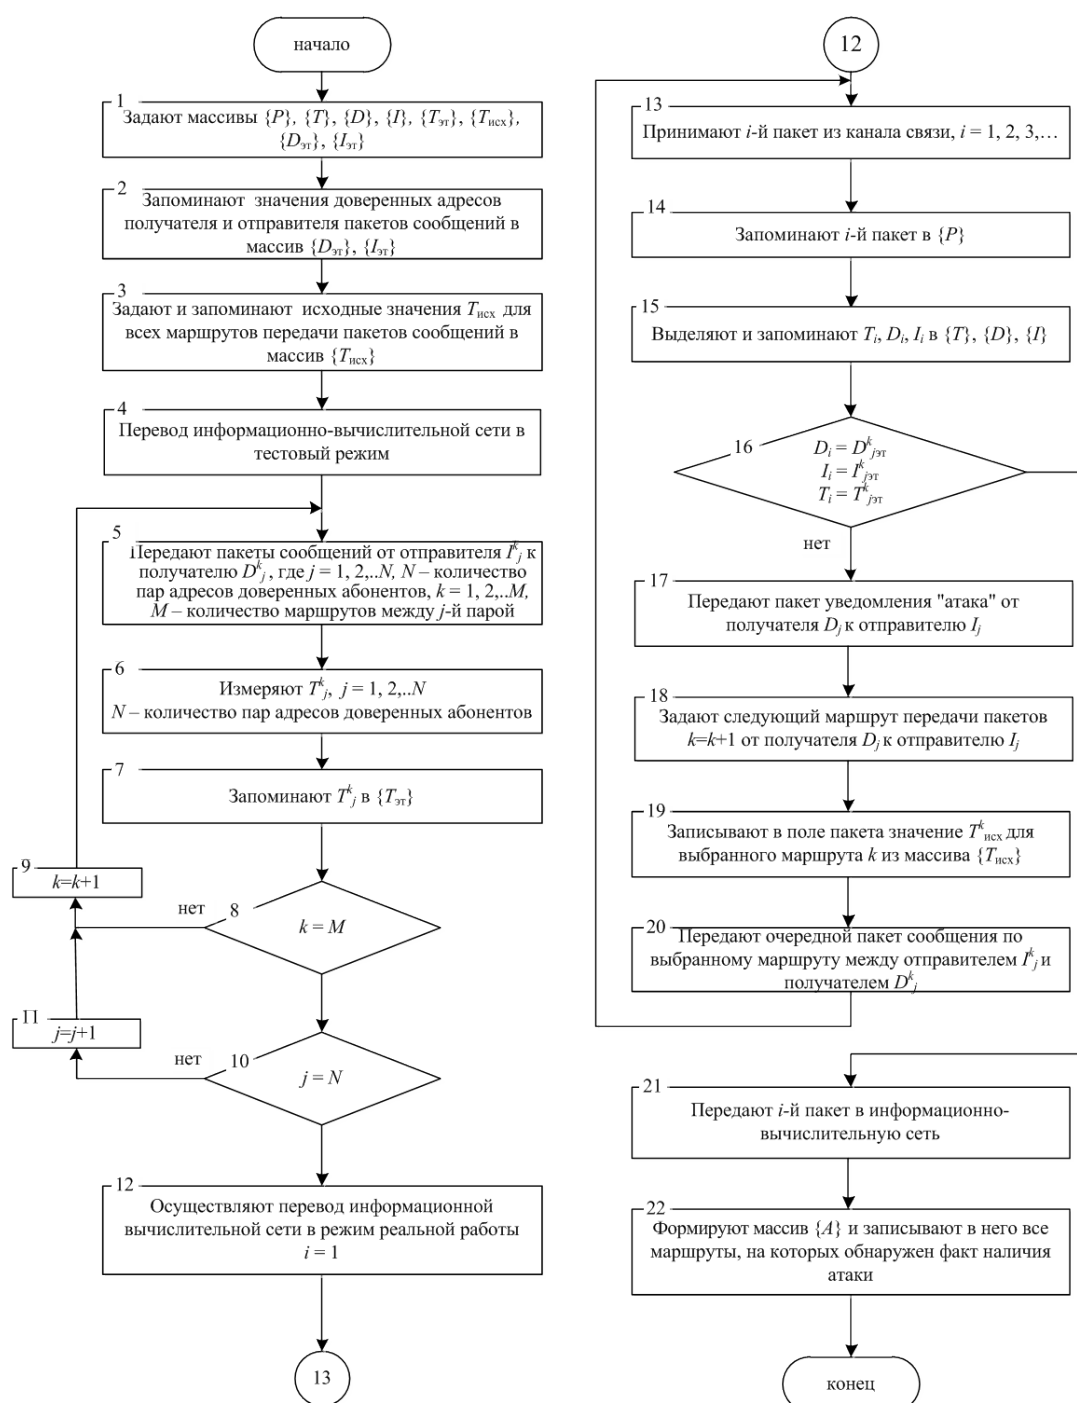 начало
1
Задают массивы {P}, {T}, {D}, {I}, {Tэт}, {Tисх},
{Dэт}, {Iэт}
2
Запоминают значения доверенных адресов
получателя и отправителя пакетов сообщений в
массив {Dэт}, {Iэт}
3
Задают и запоминают исходные значения Tисх для
всех маршрутов передачи пакетов сообщений в
массив {Tисх}
4
Перевод информационно-вычислительной сети в
тестовый режим
5
Передают пакеты сообщений от отправителя I^k_j к
получателю D^k_j, где j = 1, 2,..N, N – количество
пар адресов доверенных абонентов, k = 1, 2,..M,
M – количество маршрутов между j-й парой
6
Измеряют T^k_j, j = 1, 2,..N
N – количество пар адресов доверенных абонентов
7
Запоминают T^k_j в {Tэт}
9
k=k+1
нет
8
k = M
П
j=j+1
нет
10
j = N
12
Осуществляют перевод информационной
вычислительной сети в режим реальной работы
i = 1
13
12
13
Принимают i-й пакет из канала связи, i = 1, 2, 3,…
14
Запоминают i-й пакет в {P}
15
Выделяют и запоминают Ti, Di, Ii в {T}, {D}, {I}
16
Di = D^k_jэт
Ii = I^k_jэт
Ti = T^k_jэт
нет
17
Передают пакет уведомления "атака" от
получателя Dj к отправителю Ij
18
Задают следующий маршрут передачи пакетов
k=k+1 от получателя Dj к отправителю Ij
19
Записывают в поле пакета значение T^k_исх для
выбранного маршрута k из массива {Tисх}
20
Передают очередной пакет сообщения по
выбранному маршруту между отправителем I^k_j и
получателем D^k_j
21
Передают i-й пакет в информационно-
вычислительную сеть
22
Формируют массив {A} и записывают в него все
маршруты, на которых обнаружен факт наличия
атаки
конец